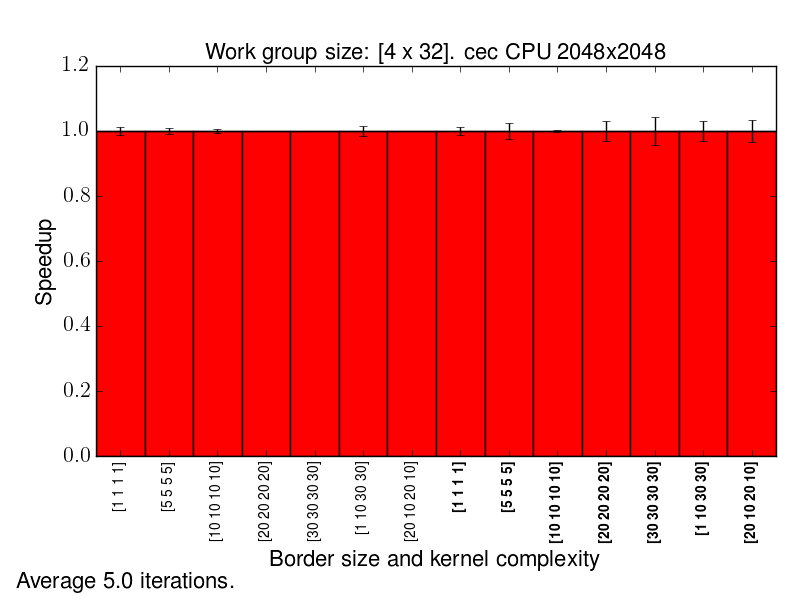 Work group size: [4 x 32]. cec CPU 2048x2048
1.2
1.0
0.8
0.6
0.4
0.2
0.0
Speedup
[1 1 1 1]
[5 5 5 5]
[10 10 10 10]
[20 20 20 20]
[30 30 30 30]
[1 10 30 30]
[20 10 20 10]
[1 1 1 1]
[5 5 5 5]
[10 10 10 10]
[20 20 20 20]
[30 30 30 30]
[1 10 30 30]
[20 10 20 10]
Border size and kernel complexity
Average 5.0 iterations.